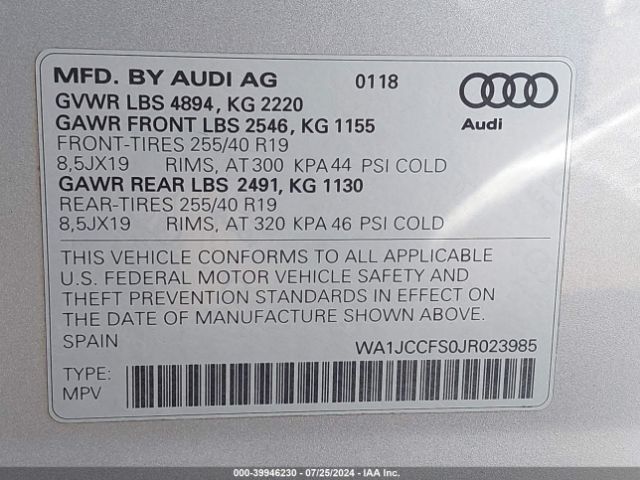 MFD. BY AUDI AG 0118
GVWR LBS 4894, KG 2220
GAWR FRONT LBS 2546, KG 1155
Audi
FRONT-TIRES 255/40 R19
8,5JX19 RIMS, AT 300 KPA 44 PSI COLD
GAWR REAR LBS 2491, KG 1130
REAR-TIRES 255/40 R19
8,5JX19 RIMS, AT 320 KPA 46 PSI COLD
THIS VEHICLE CONFORMS TO ALL APPLICABLE
U.S. FEDERAL MOTOR VEHICLE SAFETY AND
THEFT PREVENTION STANDARDS IN EFFECT ON
THE DATE OF MANUFACTURE SHOWN ABOVE.
SPAIN WA1JCCFS0JR023985
TYPE:
MPV
000-39946230 - 07/25/2024 - IAA Inc.